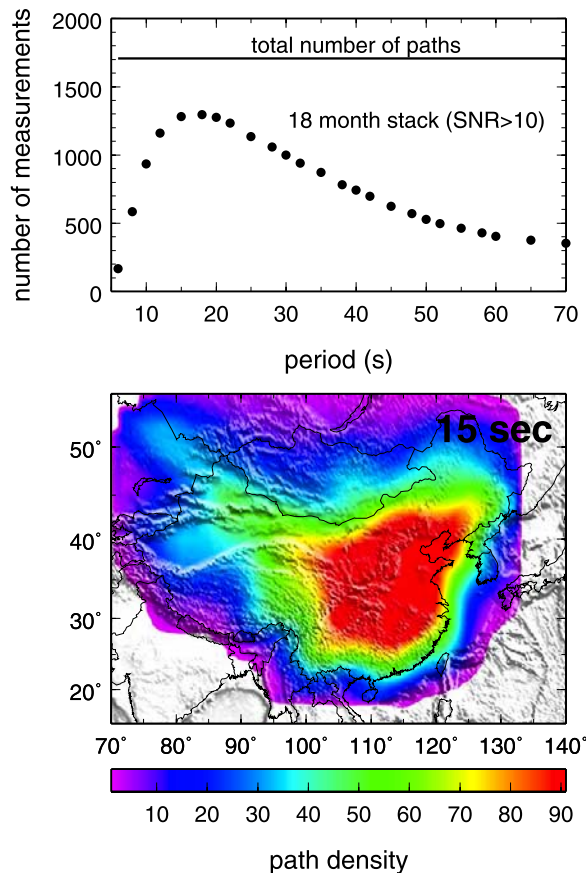 2000
1500
1000
500
0
number of measurements
total number of paths
18 month stack (SNR>10)
10 20 30 40 50 60 70
period (s)
15 sec
50°
40°
30°
20°
70° 80° 90° 100° 110° 120° 130° 140°
10 20 30 40 50 60 70 80 90
path density